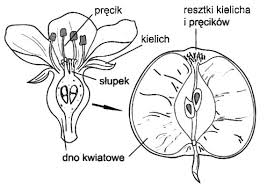 pręcik
kielich
słupek
dno kwiatowe
resztki kielicha
i pręcików